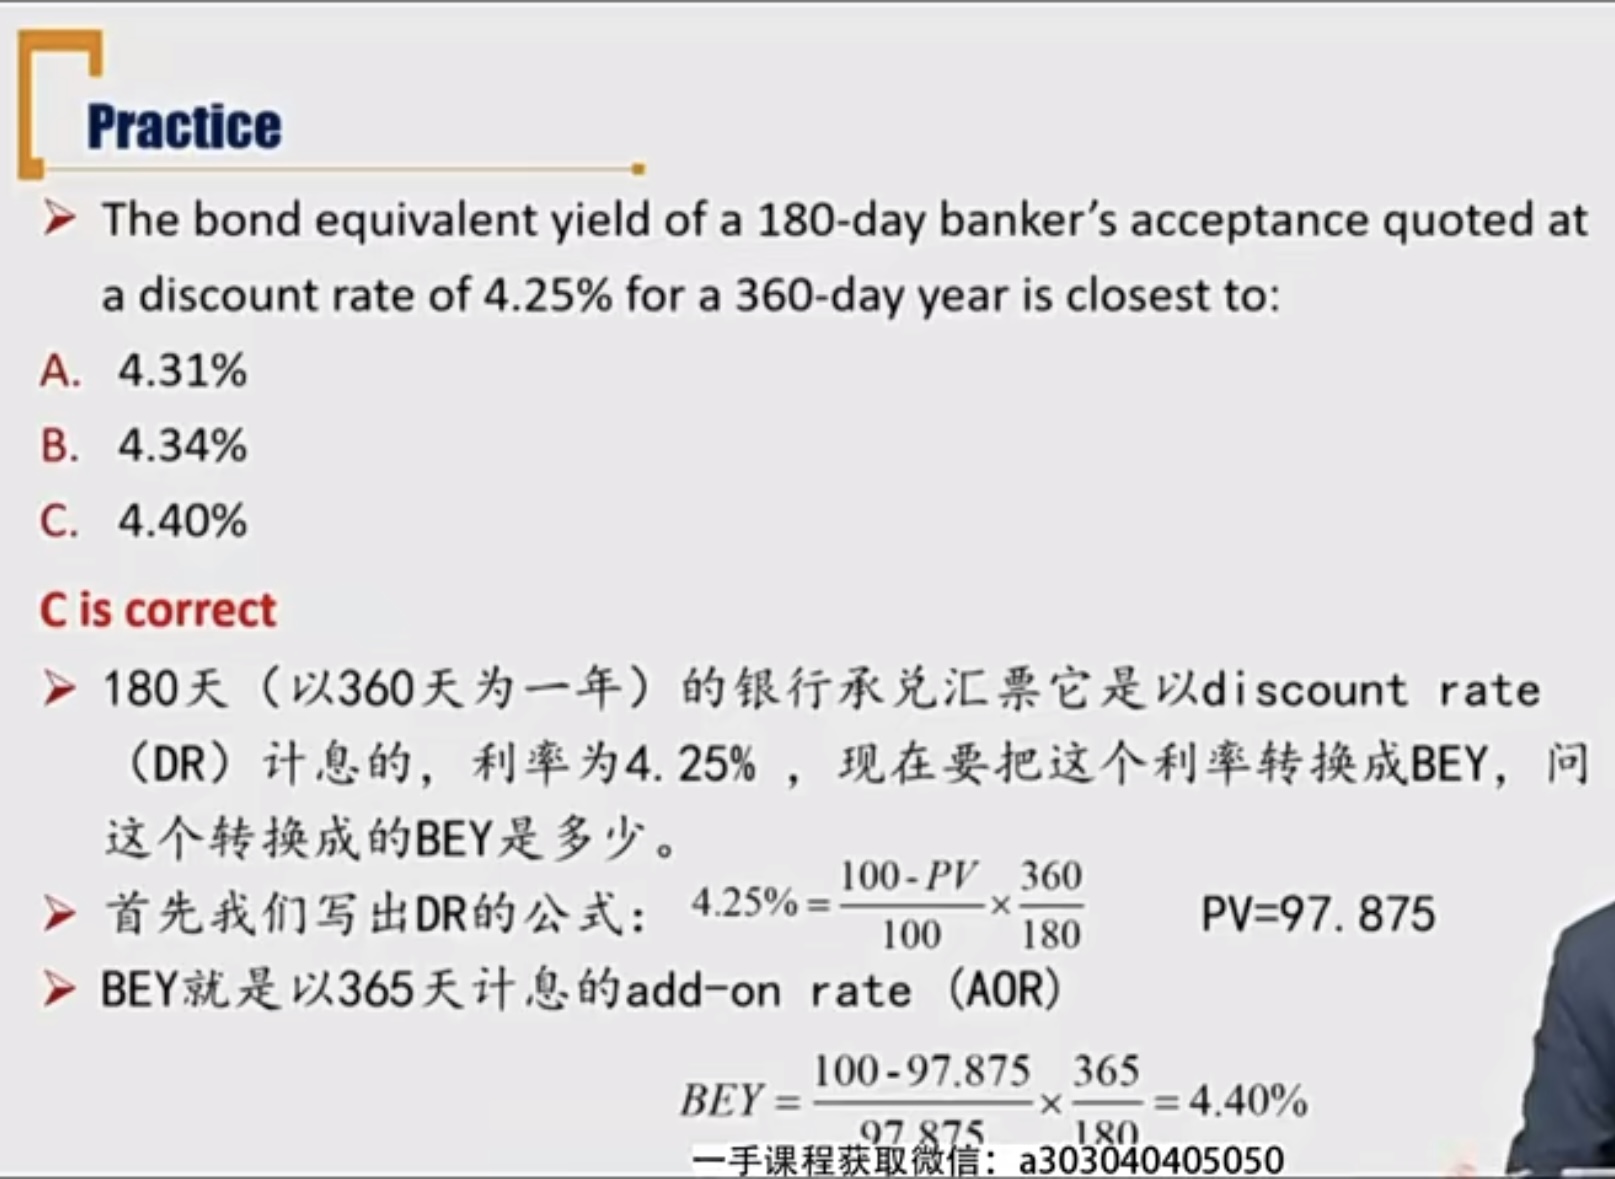 Practice
The bond equivalent yield of a 180-day banker's acceptance quoted at
a discount rate of 4.25% for a 360-day year is closest to:
A. 4.31%
B. 4.34%
C. 4.40%
C is correct
180天（以360天为一年）的银行承兑汇票它是以discount rate
（DR）计息的，利率为4.25%，现在要把这个利率转换成BEY，问
这个转换成的BEY是多少。
首先我们写出DR的公式： 4.25% = (100 - PV)/100 × 360/180 PV=97.875
BEY就是以365天计息的add-on rate (AOR)
BEY = (100 - 97.875)/97.875 × 365/180 = 4.40%
一手课程获取微信：a303040405050